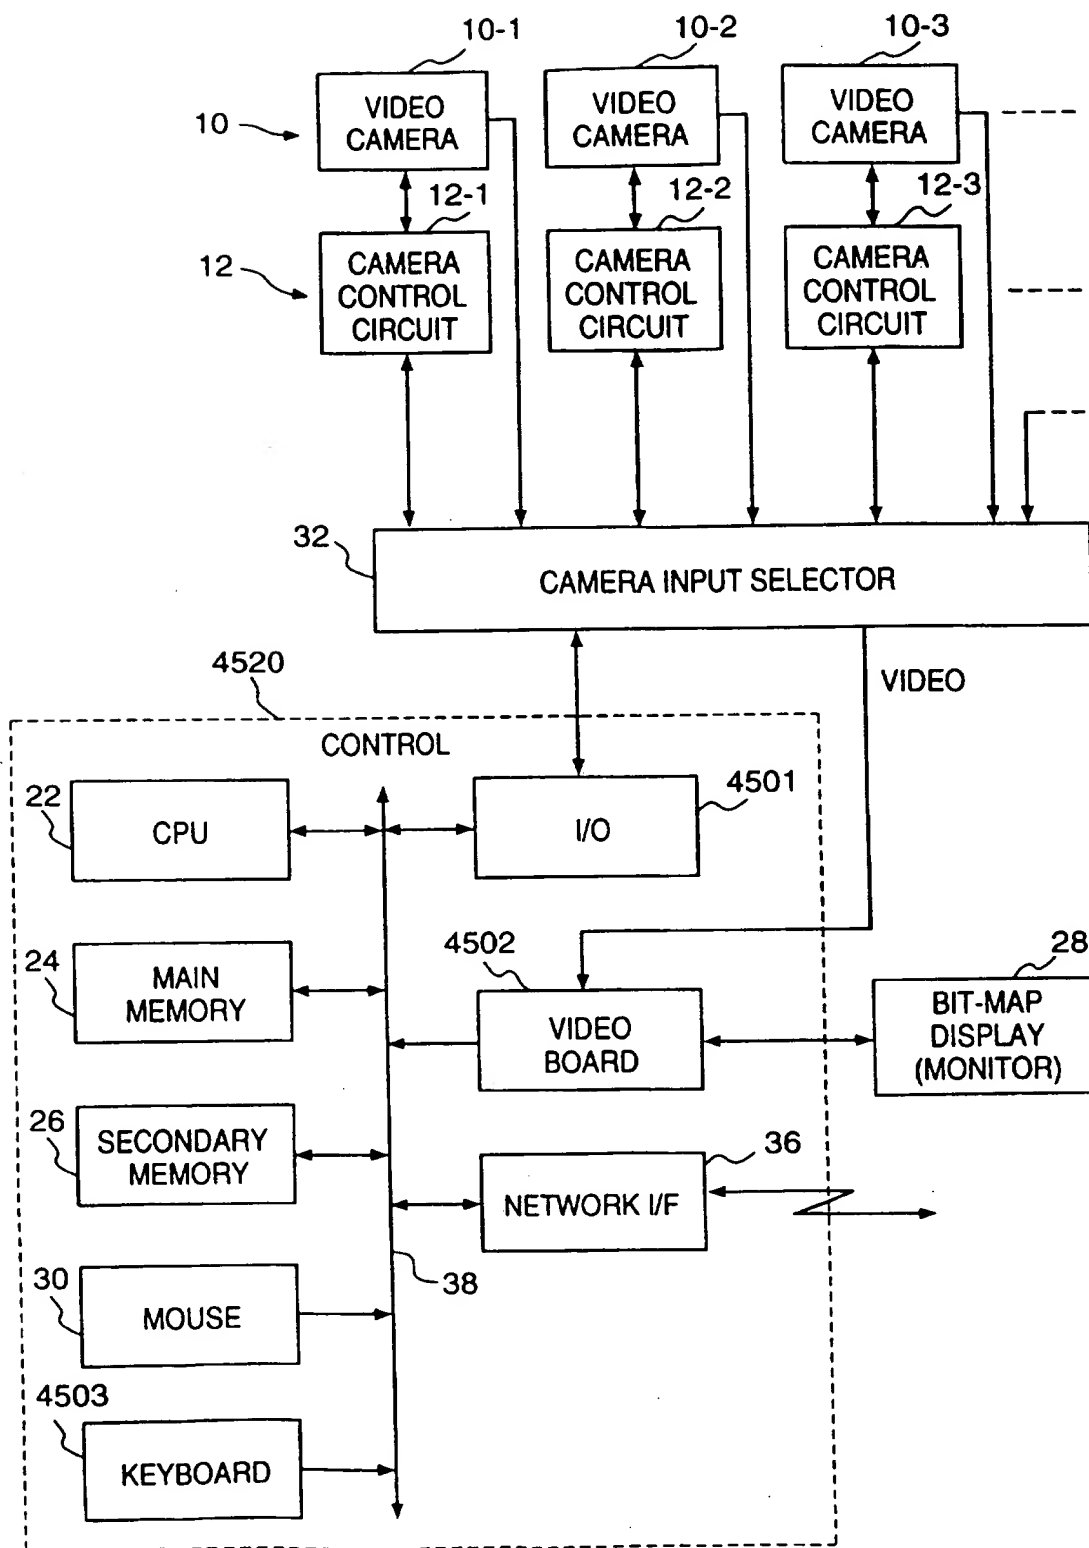 10-1
10-2
10-3
10
VIDEO
CAMERA
VIDEO
CAMERA
VIDEO
CAMERA
12-1
12-2
12-3
12
CAMERA
CONTROL
CIRCUIT
CAMERA
CONTROL
CIRCUIT
CAMERA
CONTROL
CIRCUIT
32
CAMERA INPUT SELECTOR
4520
VIDEO
CONTROL
22
CPU
4501
I/O
24
MAIN
MEMORY
4502
VIDEO
BOARD
28
BIT-MAP
DISPLAY
(MONITOR)
26
SECONDARY
MEMORY
36
NETWORK I/F
38
30
MOUSE
4503
KEYBOARD